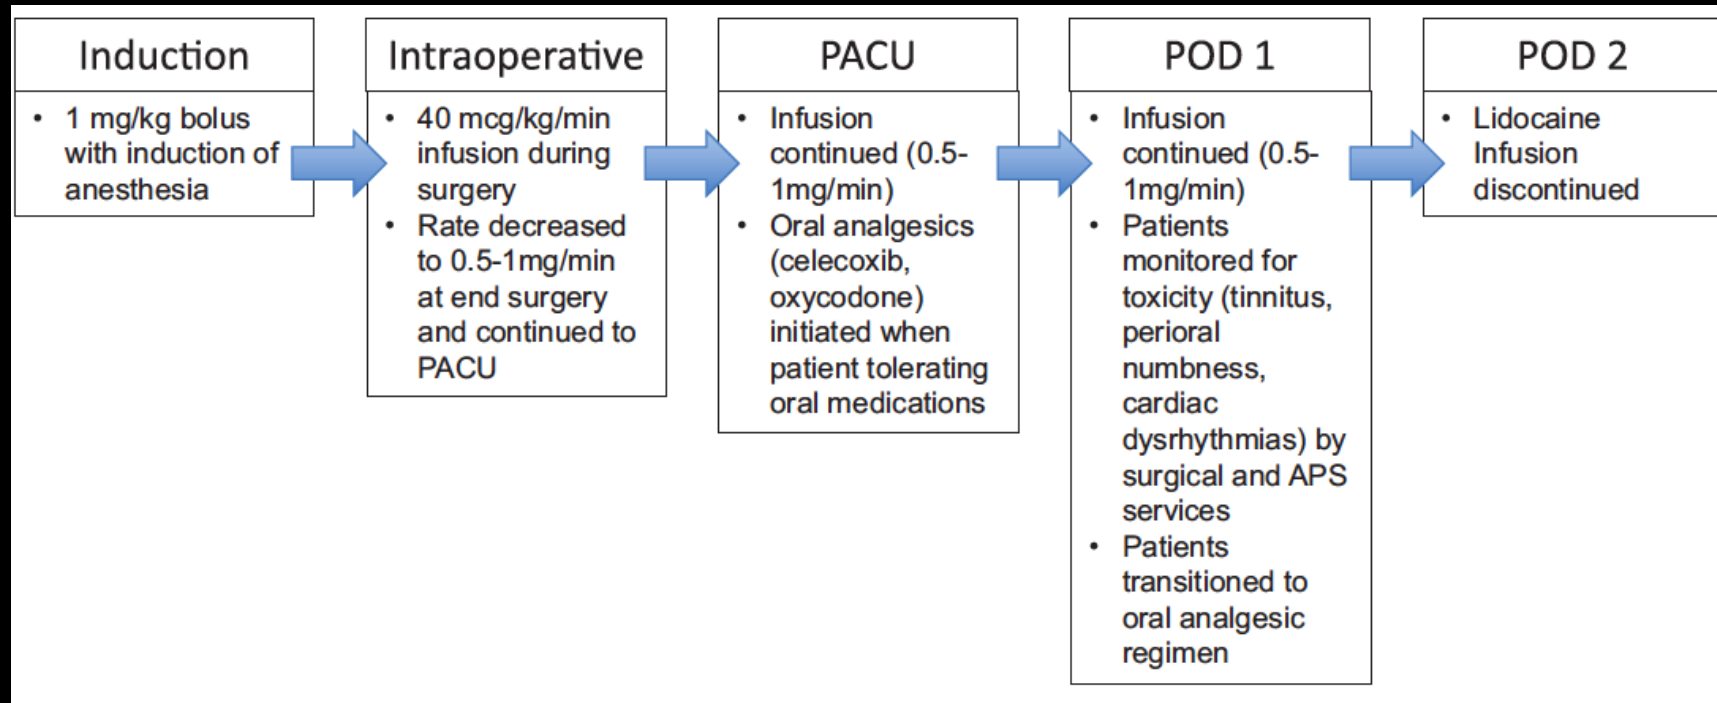 Induction
• 1 mg/kg bolus
with induction of
anesthesia
Intraoperative
• 40 mcg/kg/min
infusion during
surgery
• Rate decreased
to 0.5-1mg/min
at end surgery
and continued to
PACU
PACU
• Infusion
continued (0.5-
1mg/min)
• Oral analgesics
(celecoxib,
oxycodone)
initiated when
patient tolerating
oral medications
POD 1
• Infusion
continued (0.5-
1mg/min)
• Patients
monitored for
toxicity (tinnitus,
perioral
numbness,
cardiac
dysrhythmias) by
surgical and APS
services
• Patients
transitioned to
oral analgesic
regimen
POD 2
• Lidocaine
Infusion
discontinued